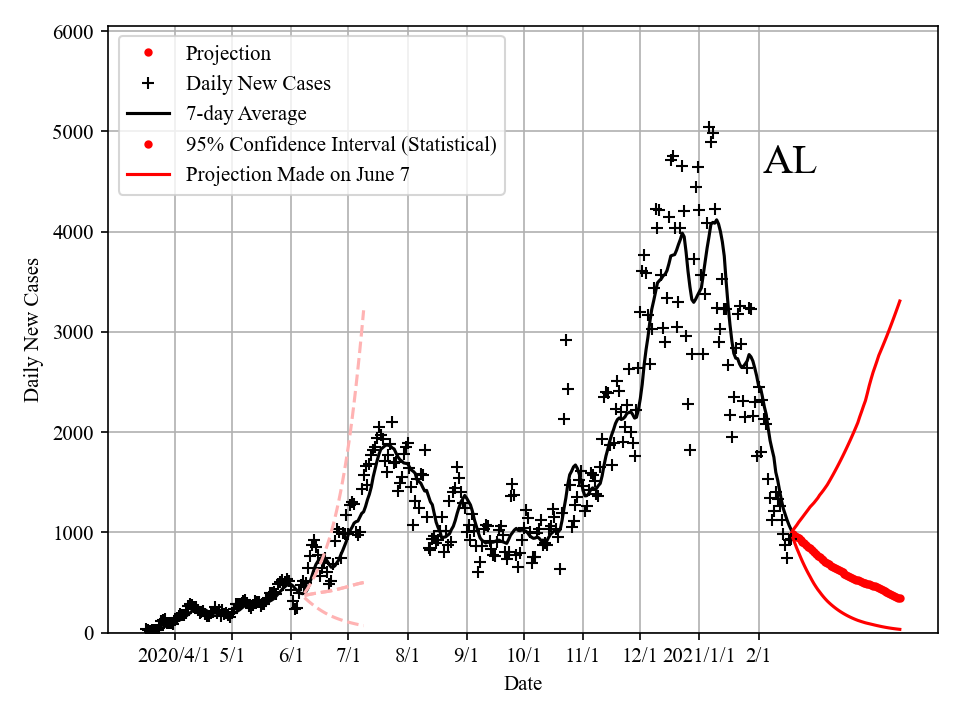 6000
5000
4000
3000
2000
1000
0
Daily New Cases
Projection
Daily New Cases
7-day Average
95% Confidence Interval (Statistical)
Projection Made on June 7
AL
2020/4/1 5/1 6/1 7/1 8/1 9/1 10/1 11/1 12/1 2021/1/1 2/1
Date